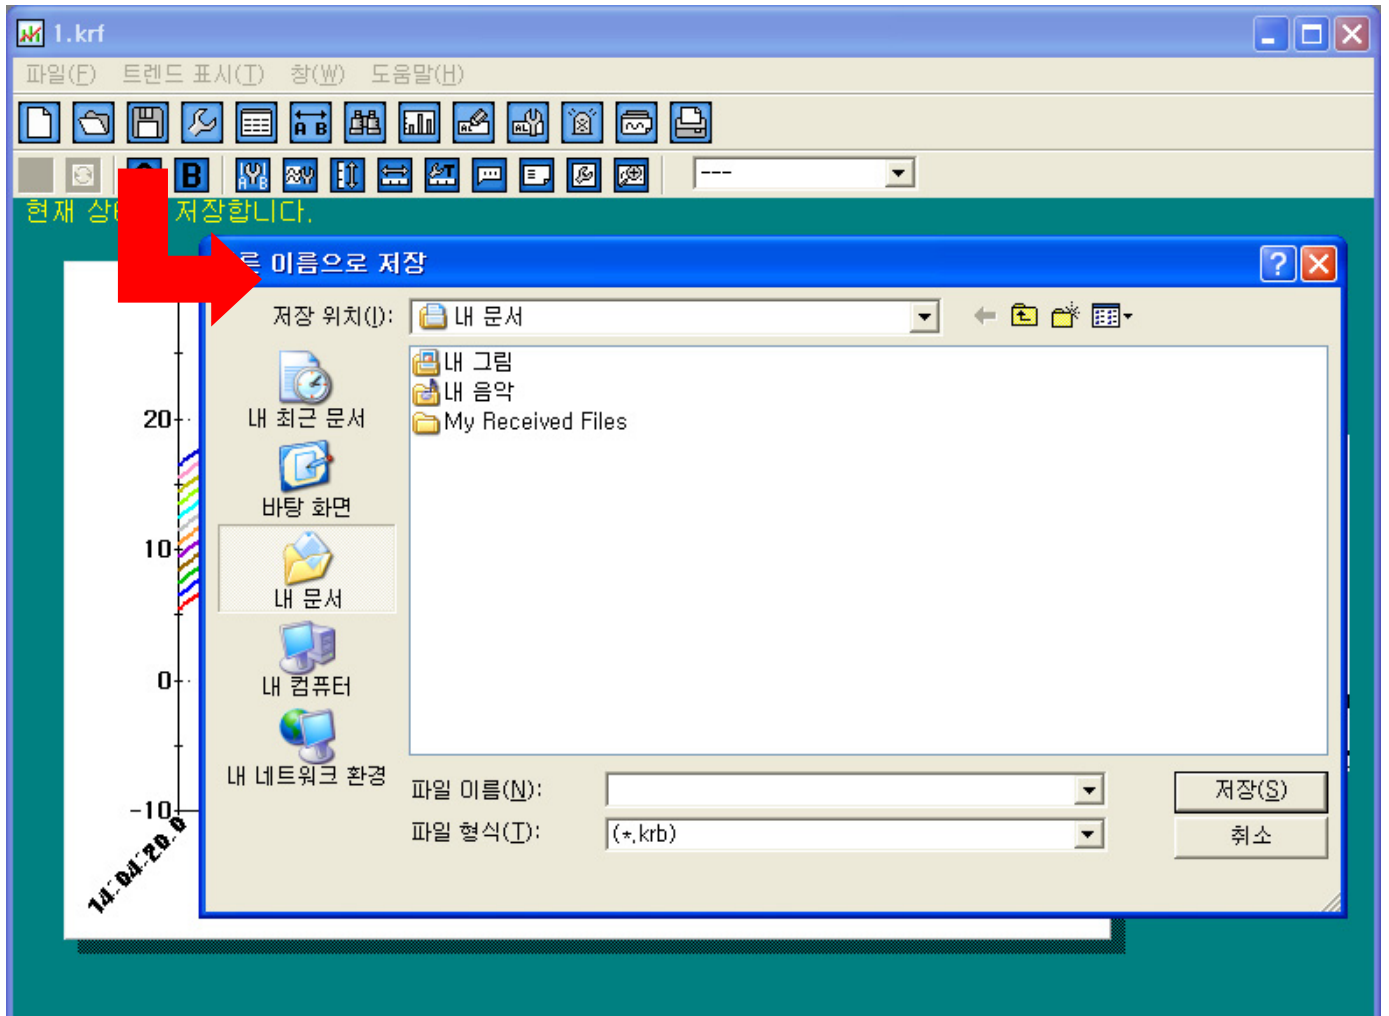 1.krf
파일(F) 트렌드 표시(T) 창(W) 도움말(H)
A B
B
---
현재 저장합니다.
이름으로 저장
저장 위치(I): 내 문서
내 그림
내 음악
My Received Files
내 최근 문서
바탕 화면
내 문서
내 컴퓨터
내 네트워크 환경
파일 이름(N):
저장(S)
파일 형식(T): (*.krb)
취소
20
10
0
-10
14:04:20.0